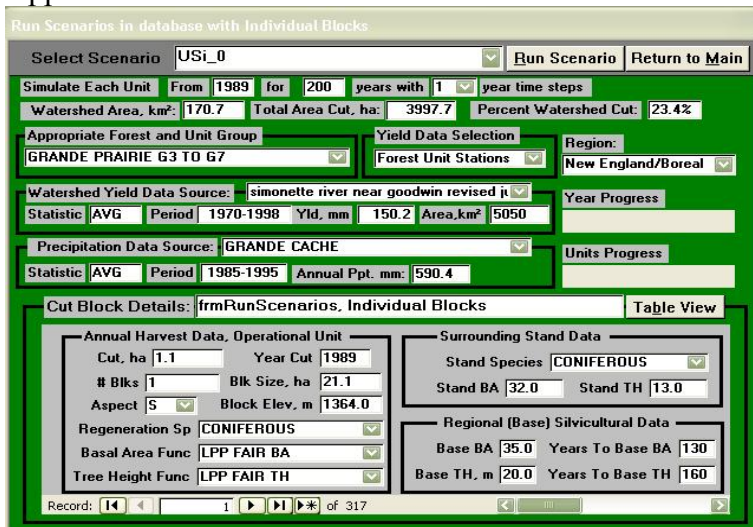 Run Scenarios in database with Individual Blocks
Select Scenario USi_0 Run Scenario Return to Main
Simulate Each Unit From 1989 for 200 years with 1 year time steps
Watershed Area, km²: 170.7 Total Area Cut, ha: 3997.7 Percent Watershed Cut: 23.4%
Appropriate Forest and Unit Group Yield Data Selection Region:
GRANDE PRAIRIE G3 TO G7 Forest Unit Stations New England/Boreal
Watershed Yield Data Source: simonette river near goodwin revised ju Year Progress
Statistic AVG Period 1970-1998 Yld, mm 150.2 Area,km² 5050
Precipitation Data Source: GRANDE CACHE Units Progress
Statistic AVG Period 1985-1995 Annual Ppt. mm: 590.4
Cut Block Details: frmRunScenarios, Individual Blocks Table View
Annual Harvest Data, Operational Unit Surrounding Stand Data
Cut, ha 1.1 Year Cut 1989 Stand Species CONIFEROUS
# Blks 1 Blk Size, ha 21.1 Stand BA 32.0 Stand TH 13.0
Aspect S Block Elev, m 1364.0
Regeneration Sp CONIFEROUS Regional (Base) Silvicultural Data
Basal Area Func LPP FAIR BA Base BA 35.0 Years To Base BA 130
Tree Height Func LPP FAIR TH Base TH, m 20.0 Years To Base TH 160
Record: 1 of 317